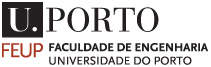 U.PORTO
FEUP FACULDADE DE ENGENHARIA
UNIVERSIDADE DO PORTO